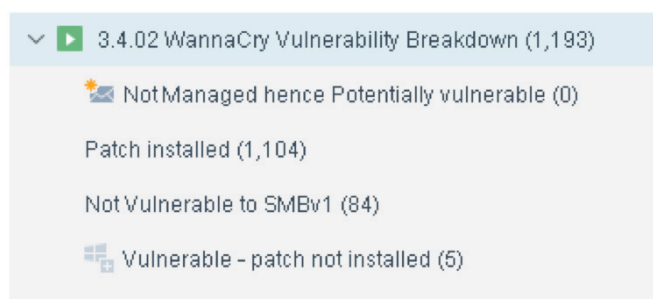 3.4.02 WannaCry Vulnerability Breakdown (1,193)
Not Managed hence Potentially vulnerable (0)
Patch installed (1,104)
Not Vulnerable to SMBv1 (84)
Vulnerable - patch not installed (5)